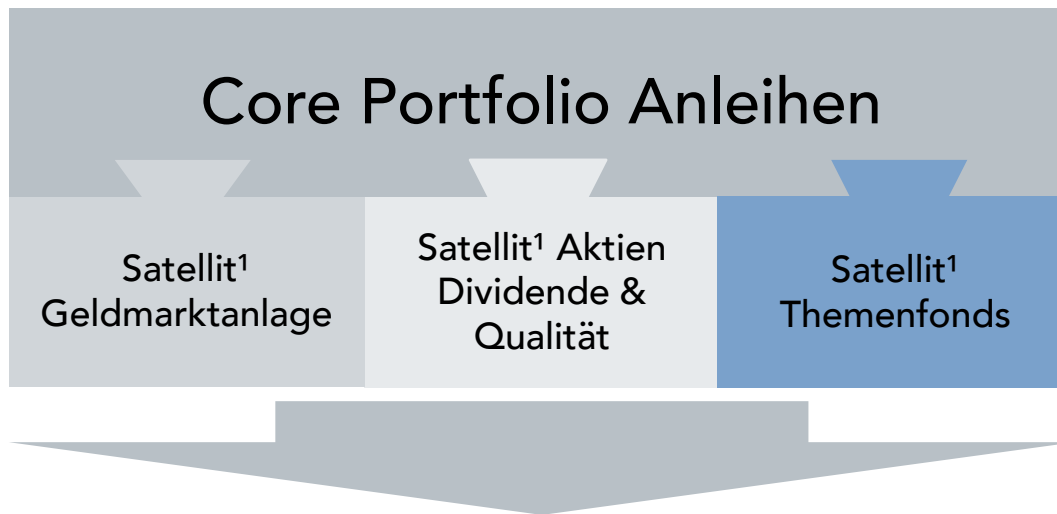 Core Portfolio Anleihen
Satellit¹
Geldmarktanlage
Satellit¹ Aktien
Dividende &
Qualität
Satellit¹
Themenfonds